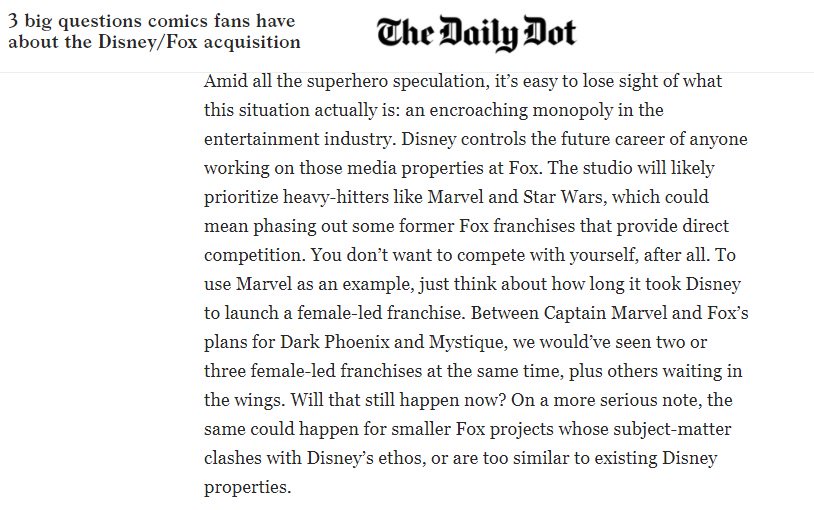 3 big questions comics fans have
about the Disney/Fox acquisition
The Daily Dot
Amid all the superhero speculation, it’s easy to lose sight of what
this situation actually is: an encroaching monopoly in the
entertainment industry. Disney controls the future career of anyone
working on those media properties at Fox. The studio will likely
prioritize heavy-hitters like Marvel and Star Wars, which could
mean phasing out some former Fox franchises that provide direct
competition. You don’t want to compete with yourself, after all. To
use Marvel as an example, just think about how long it took Disney
to launch a female-led franchise. Between Captain Marvel and Fox’s
plans for Dark Phoenix and Mystique, we would’ve seen two or
three female-led franchises at the same time, plus others waiting in
the wings. Will that still happen now? On a more serious note, the
same could happen for smaller Fox projects whose subject-matter
clashes with Disney’s ethos, or are too similar to existing Disney
properties.